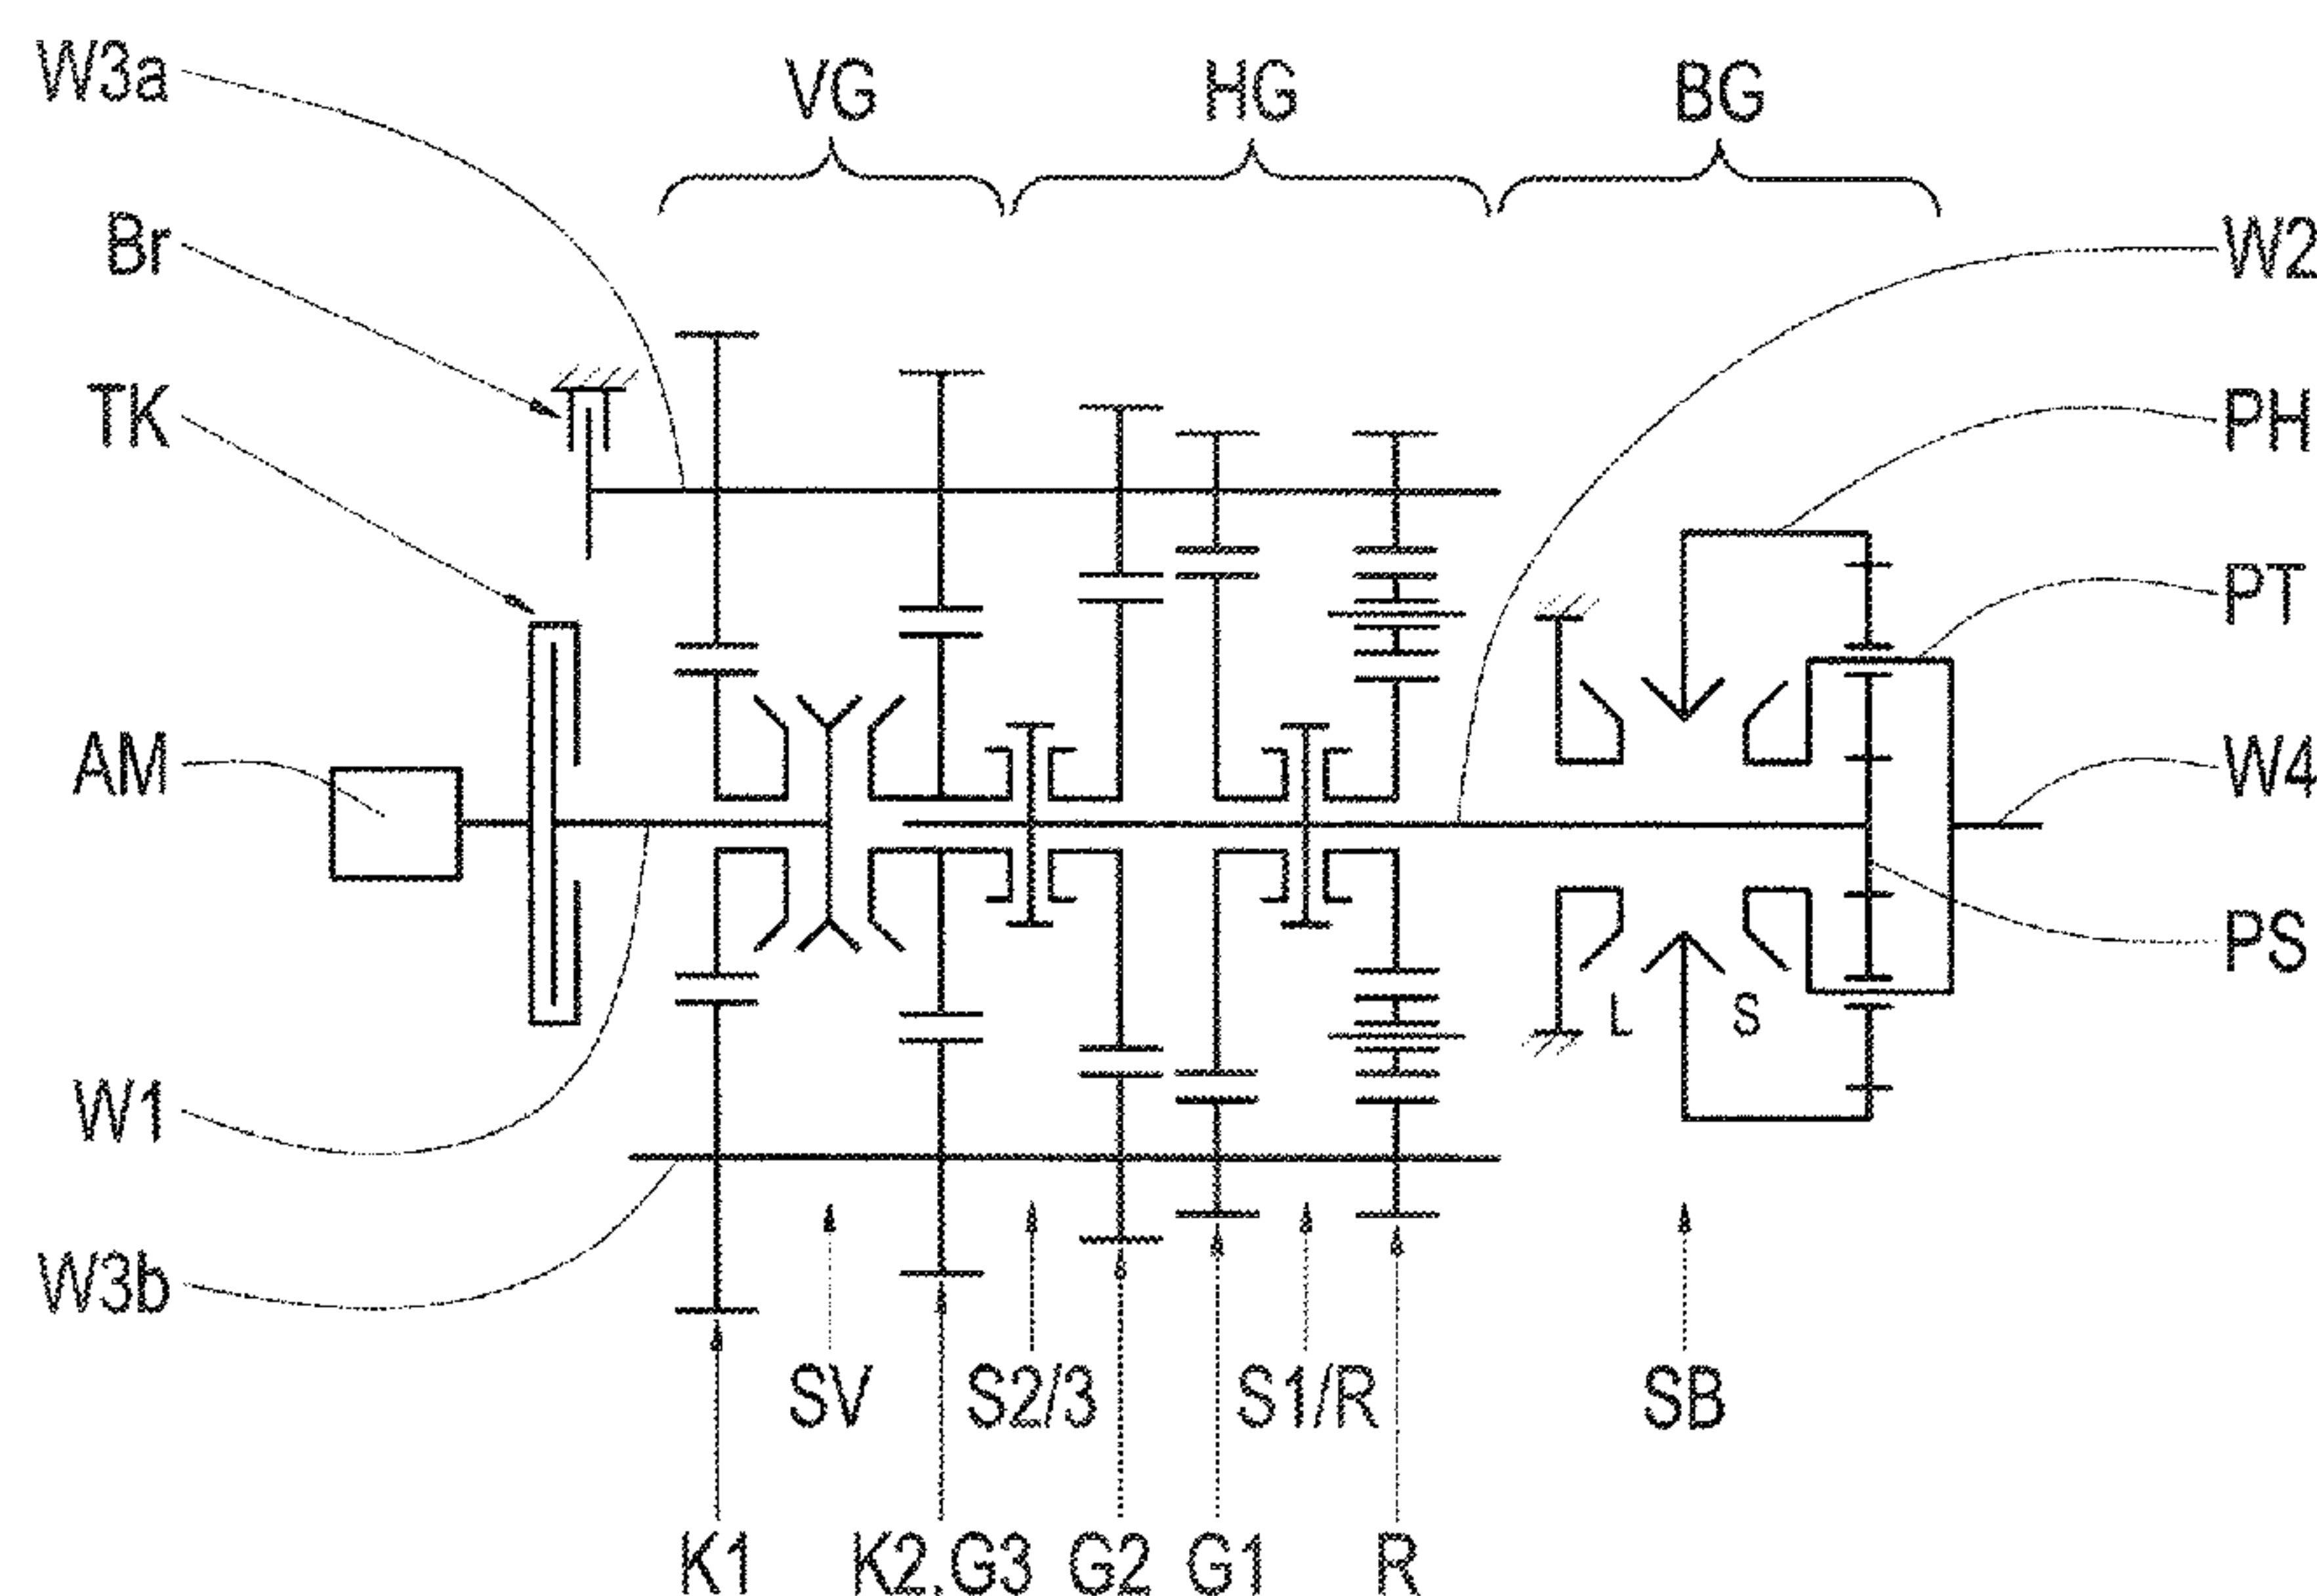 W3a
VG
HG
BG
Br
W2
TK
PH
PT
AM
W4
PS
L
S
W1
W3b
SV
S2/3
S1/R
SB
K1
K2,G3
G2
G1
R